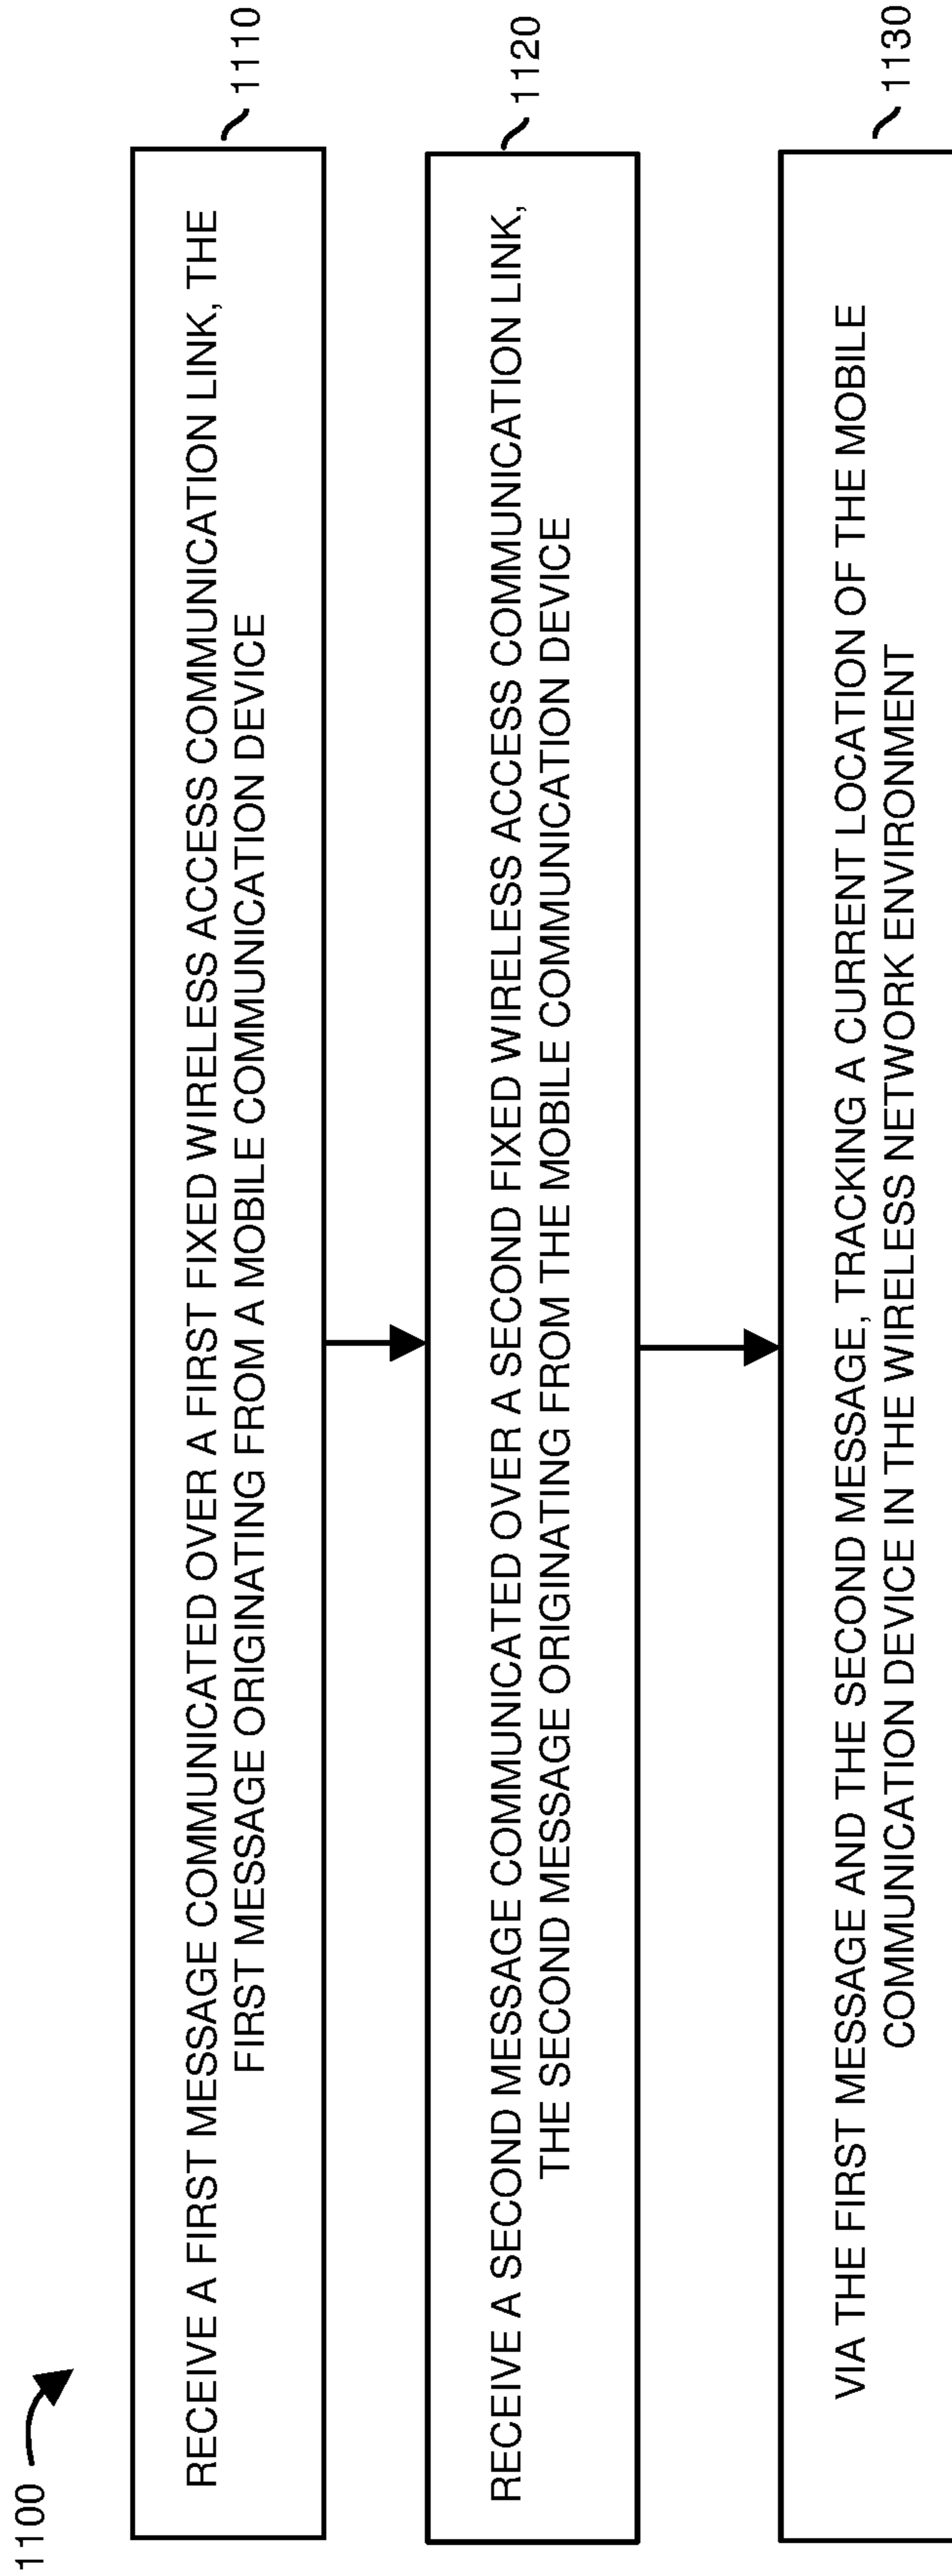 1100
RECEIVE A FIRST MESSAGE COMMUNICATED OVER A FIRST FIXED WIRELESS ACCESS COMMUNICATION LINK, THE
FIRST MESSAGE ORIGINATING FROM A MOBILE COMMUNICATION DEVICE
1110
RECEIVE A SECOND MESSAGE COMMUNICATED OVER A SECOND FIXED WIRELESS ACCESS COMMUNICATION LINK,
THE SECOND MESSAGE ORIGINATING FROM THE MOBILE COMMUNICATION DEVICE
1120
VIA THE FIRST MESSAGE AND THE SECOND MESSAGE, TRACKING A CURRENT LOCATION OF THE MOBILE
COMMUNICATION DEVICE IN THE WIRELESS NETWORK ENVIRONMENT
1130